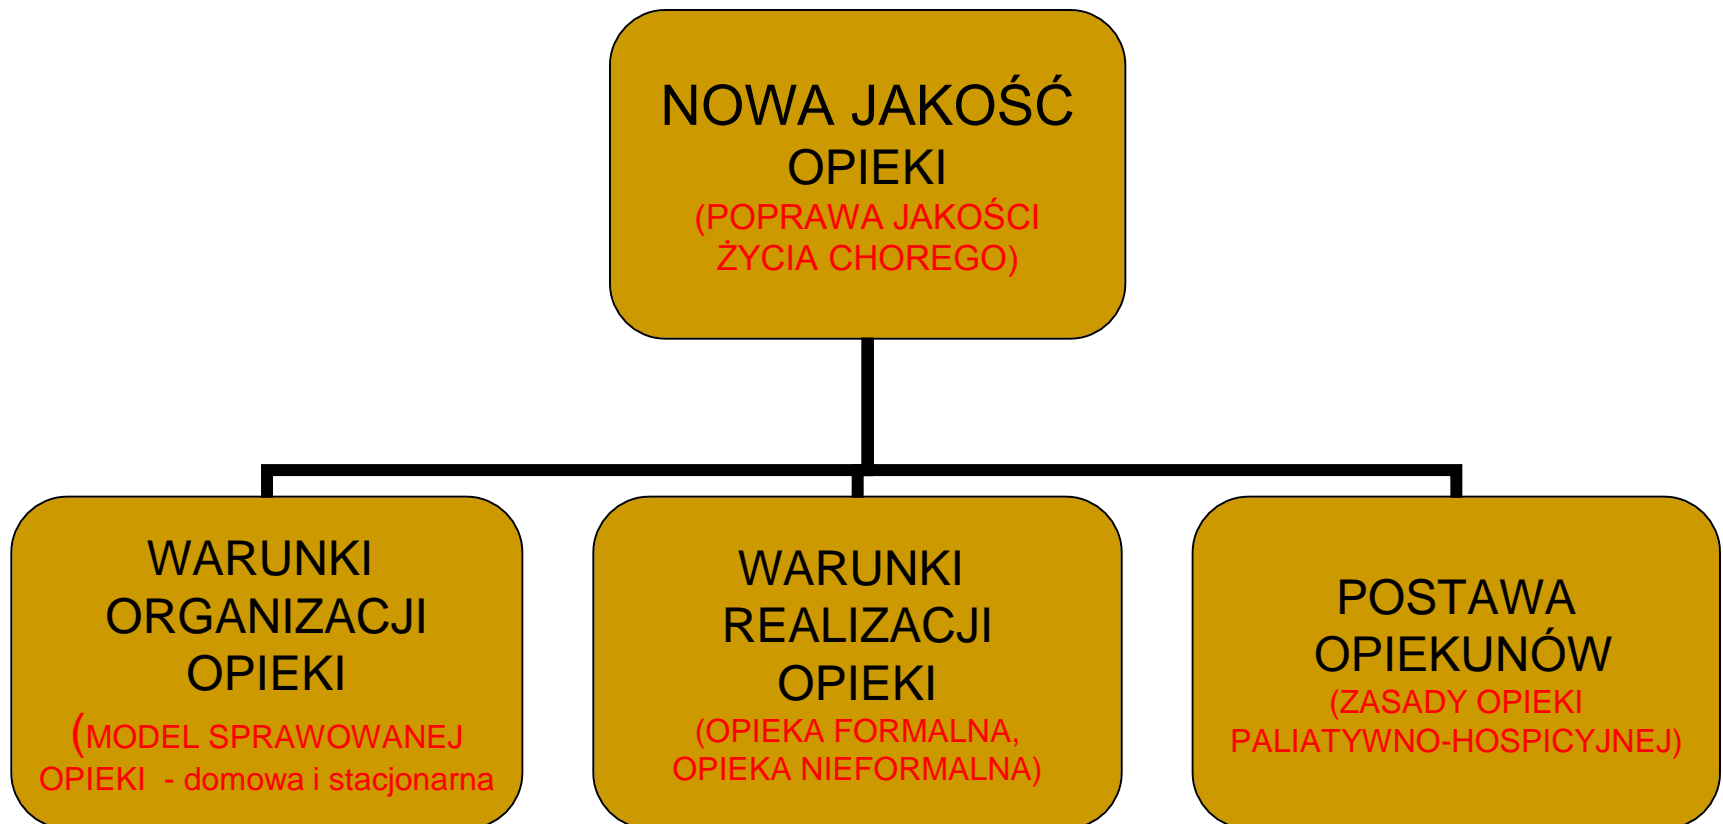 NOWA JAKOŚĆ
OPIEKI
(POPRAWA JAKOŚCI
ŻYCIA CHOREGO)
WARUNKI
ORGANIZACJI
OPIEKI
(MODEL SPRAWOWANEJ
OPIEKI - domowa i stacjonarna
WARUNKI
REALIZACJI
OPIEKI
(OPIEKA FORMALNA,
OPIEKA NIEFORMALNA)
POSTAWA
OPIEKUNÓW
(ZASADY OPIEKI
PALIATYWNO-HOSPICYJNEJ)